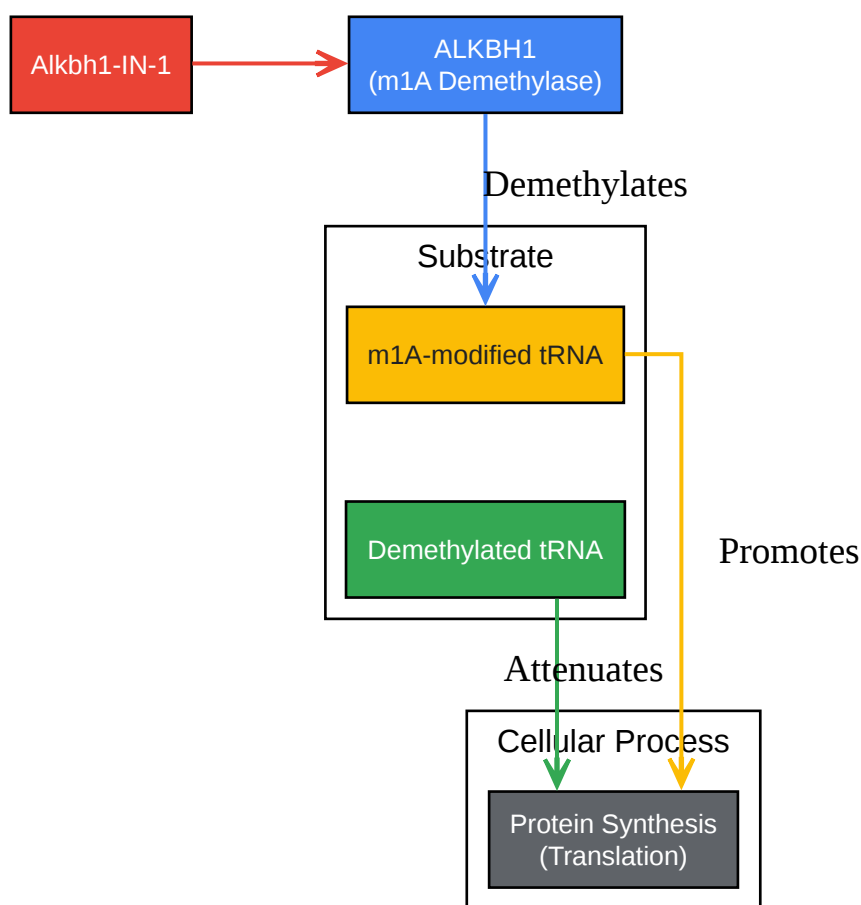 Alkbh1-IN-1
ALKBH1
(m1A Demethylase)
Demethylates
Substrate
m1A-modified tRNA
Demethylated tRNA
Promotes
Attenuates
Cellular Process
Protein Synthesis
(Translation)